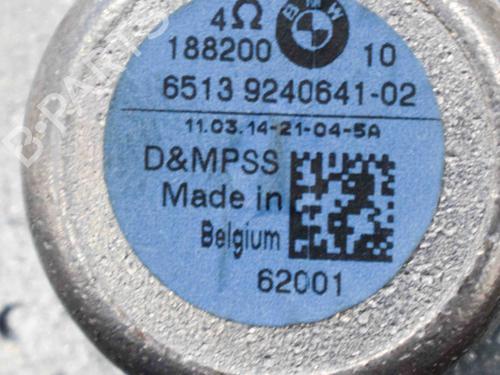 4Ω BMW
188200 10
6513 9240641-02
11.03.14-21-04-5A
D&MPSS
Made in
Belgium
62001
B-PARTS